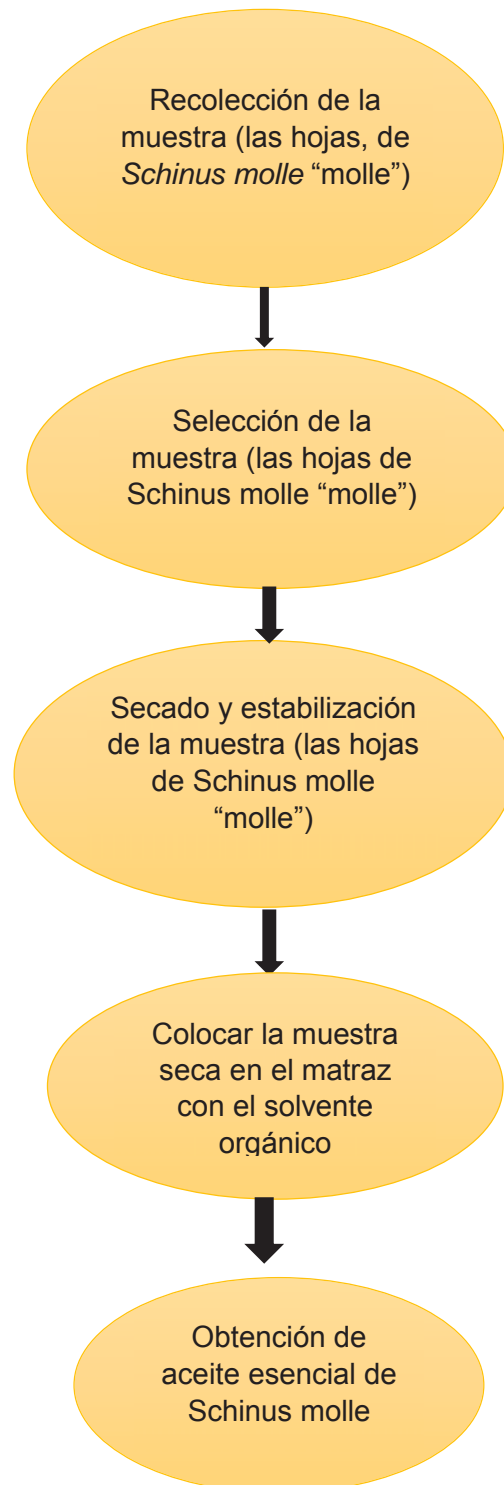 Recolección de la
muestra (las hojas, de
Schinus molle “molle”)
Selección de la
muestra (las hojas de
Schinus molle “molle”)
Secado y estabilización
de la muestra (las hojas
de Schinus molle
“molle”)
Colocar la muestra
seca en el matraz
con el solvente
orgánico
Obtención de
aceite esencial de
Schinus molle